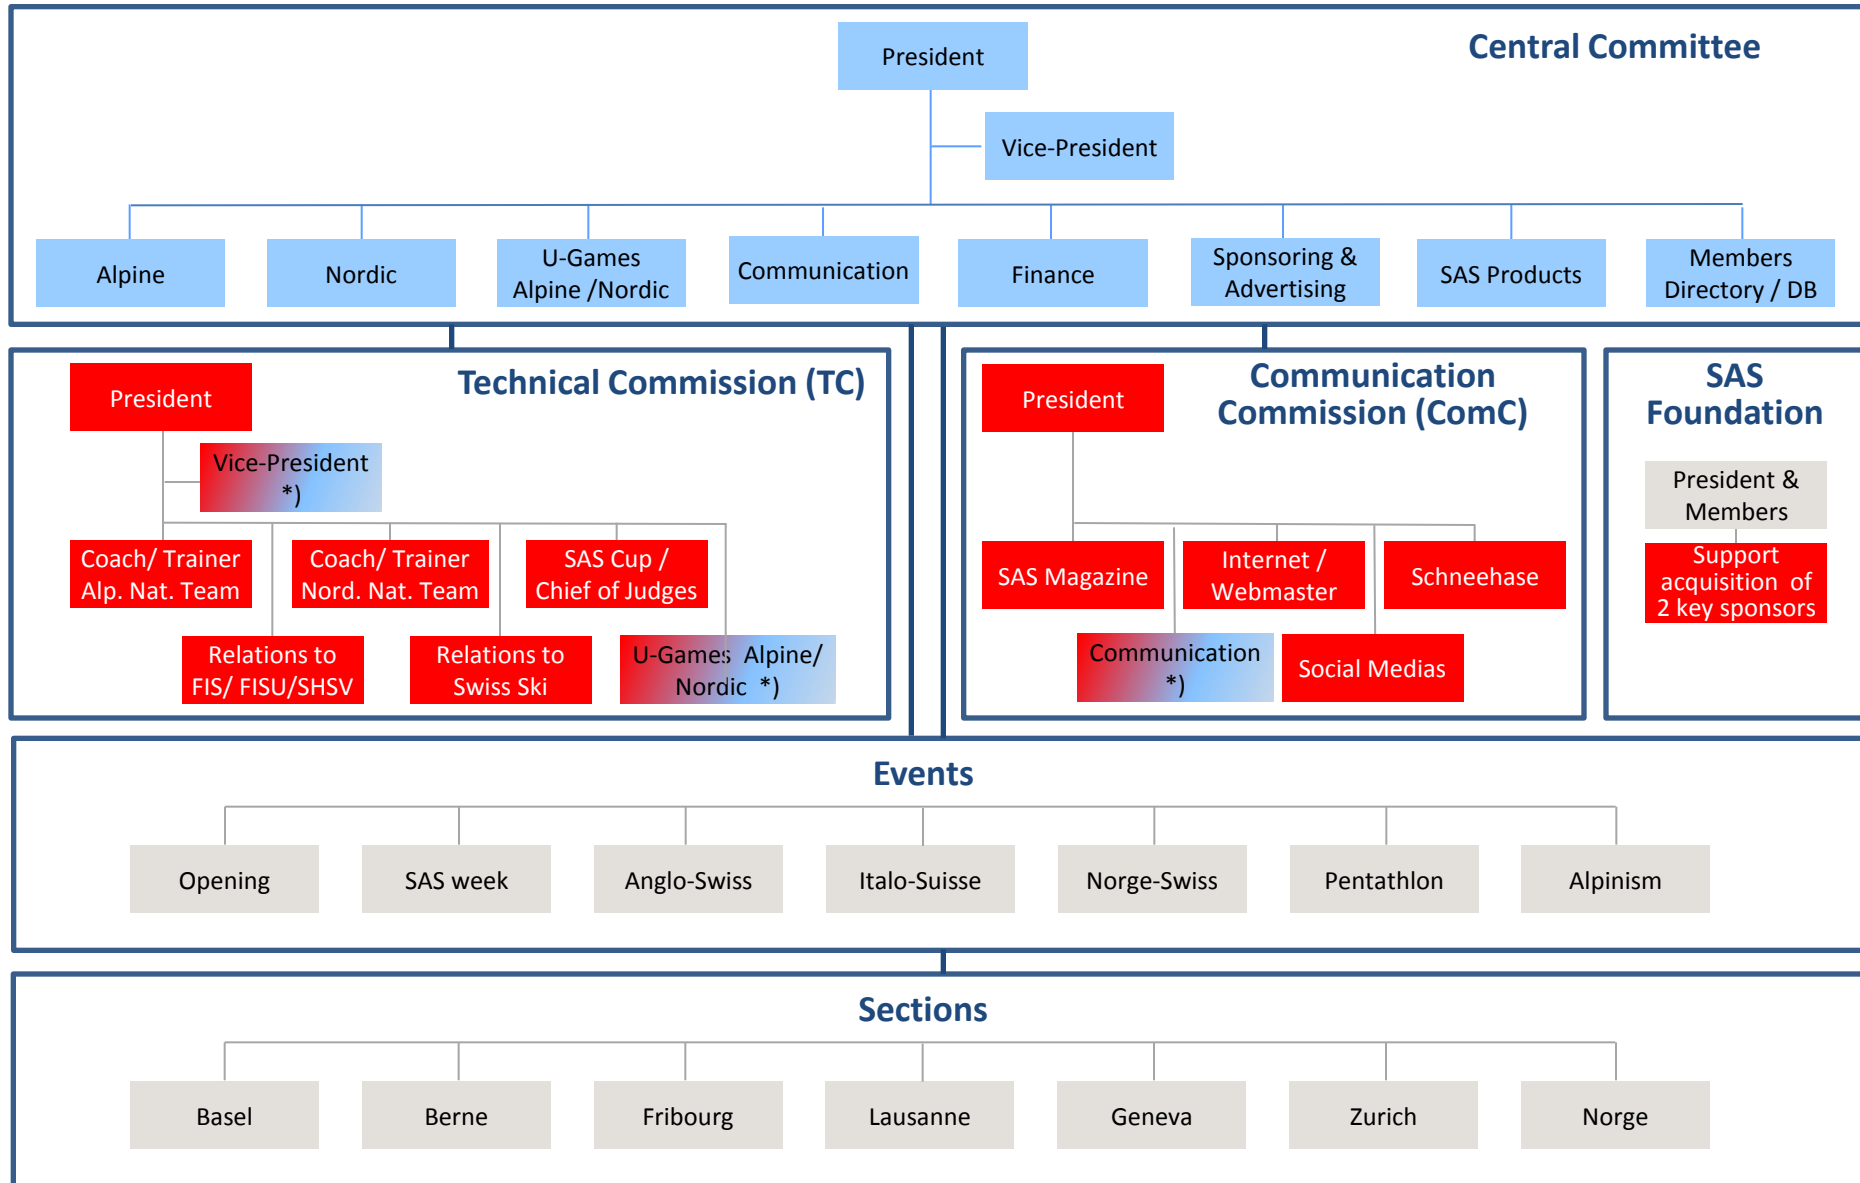 Central Committee
President
Vice-President
Alpine
Nordic
U-Games
Alpine /Nordic
Communication
Finance
Sponsoring &
Advertising
SAS Products
Members
Directory / DB
Technical Commission (TC)
President
Vice-President
*)
Coach/ Trainer
Alp. Nat. Team
Coach/ Trainer
Nord. Nat. Team
SAS Cup /
Chief of Judges
Relations to
FIS/ FISU/SHSV
Relations to
Swiss Ski
U-Games Alpine/
Nordic *)
Communication
Commission (ComC)
President
SAS Magazine
Internet /
Webmaster
Schneehase
Communication
*)
Social Medias
SAS
Foundation
President &
Members
Support
acquisition of
2 key sponsors
Events
Opening
SAS week
Anglo-Swiss
Italo-Suisse
Norge-Swiss
Pentathlon
Alpinism
Sections
Basel
Berne
Fribourg
Lausanne
Geneva
Zurich
Norge